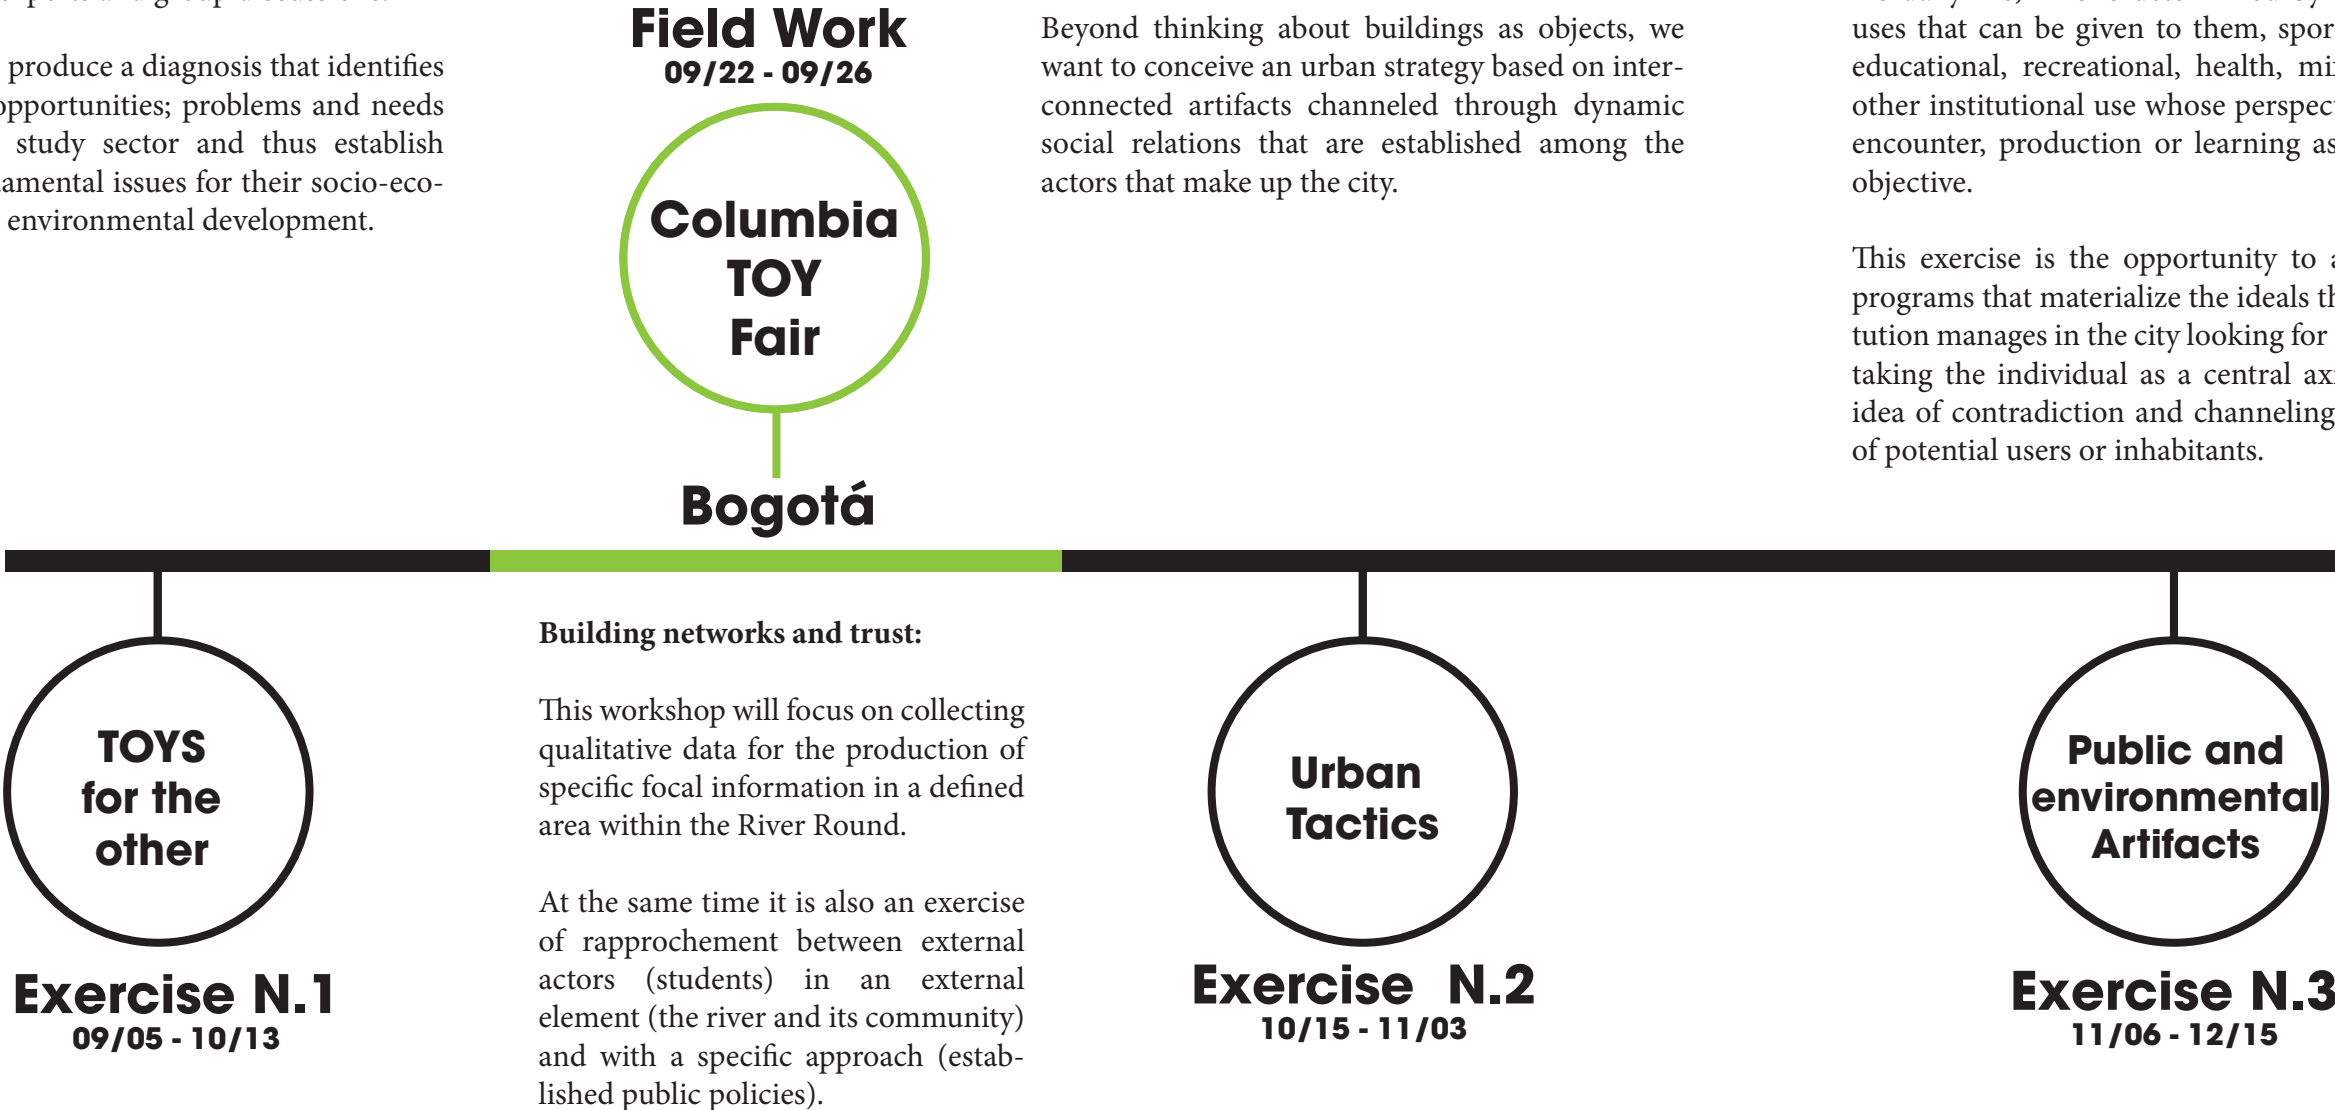 produce a diagnosis that identifies
opportunities; problems and needs
study sector and thus establish
issues for their socio-eco-
environmental development.
Field Work
09/22 - 09/26
Columbia
TOY
Fair
Bogotá
Beyond thinking about buildings as objects, we
want to conceive an urban strategy based on inter-
connected artifacts channeled through dynamic
social relations that are established among the
actors that make up the city.
uses that can be given to them,
educational, recreational, health,
other institutional use whose
encounter, production or learning as
objective.
This exercise is the opportunity to
programs that materialize the ideals
tution manages in the city looking for
taking the individual as a central
idea of contradiction and channeling
of potential users or inhabitants.
TOYS
for the
other
Exercise N.1
09/05 - 10/13
Building networks and trust:
This workshop will focus on collecting
qualitative data for the production of
specific focal information in a defined
area within the River Round.
At the same time it is also an exercise
of rapprochement between external
actors (students) in an external
element (the river and its community)
and with a specific approach (estab-
lished public policies).
Urban
Tactics
Exercise N.2
10/15 - 11/03
Public and
environmental
Artifacts
Exercise N.3
11/06 - 12/15